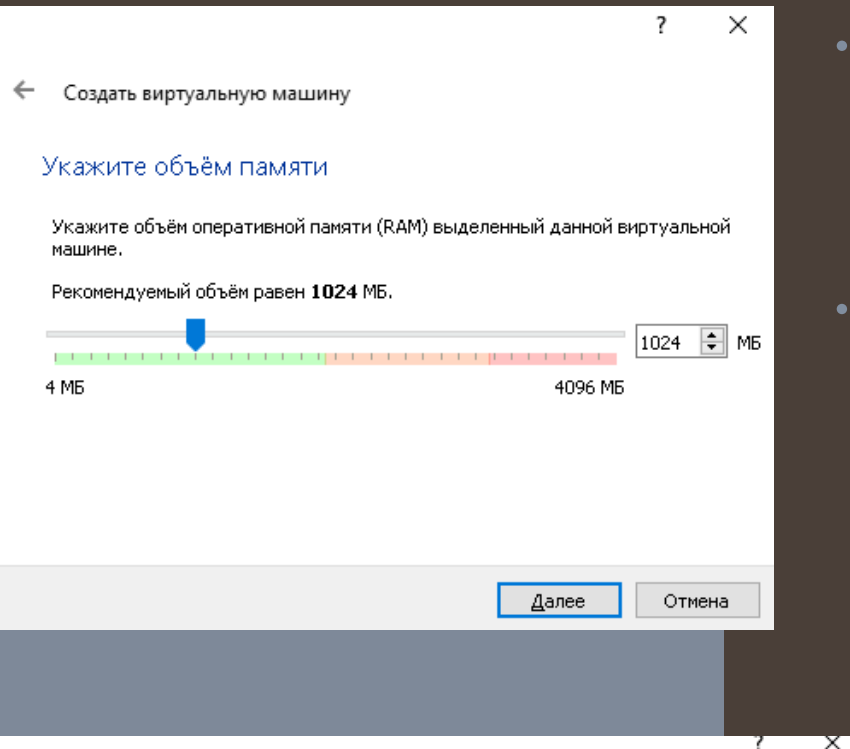 ? ×
← Создать виртуальную машину
Укажите объём памяти
Укажите объём оперативной памяти (RAM) выделенный данной виртуальной
машине.
Рекомендуемый объём равен 1024 МБ.
1024 МБ
4 МБ 4096 МБ
Далее Отмена
? ×